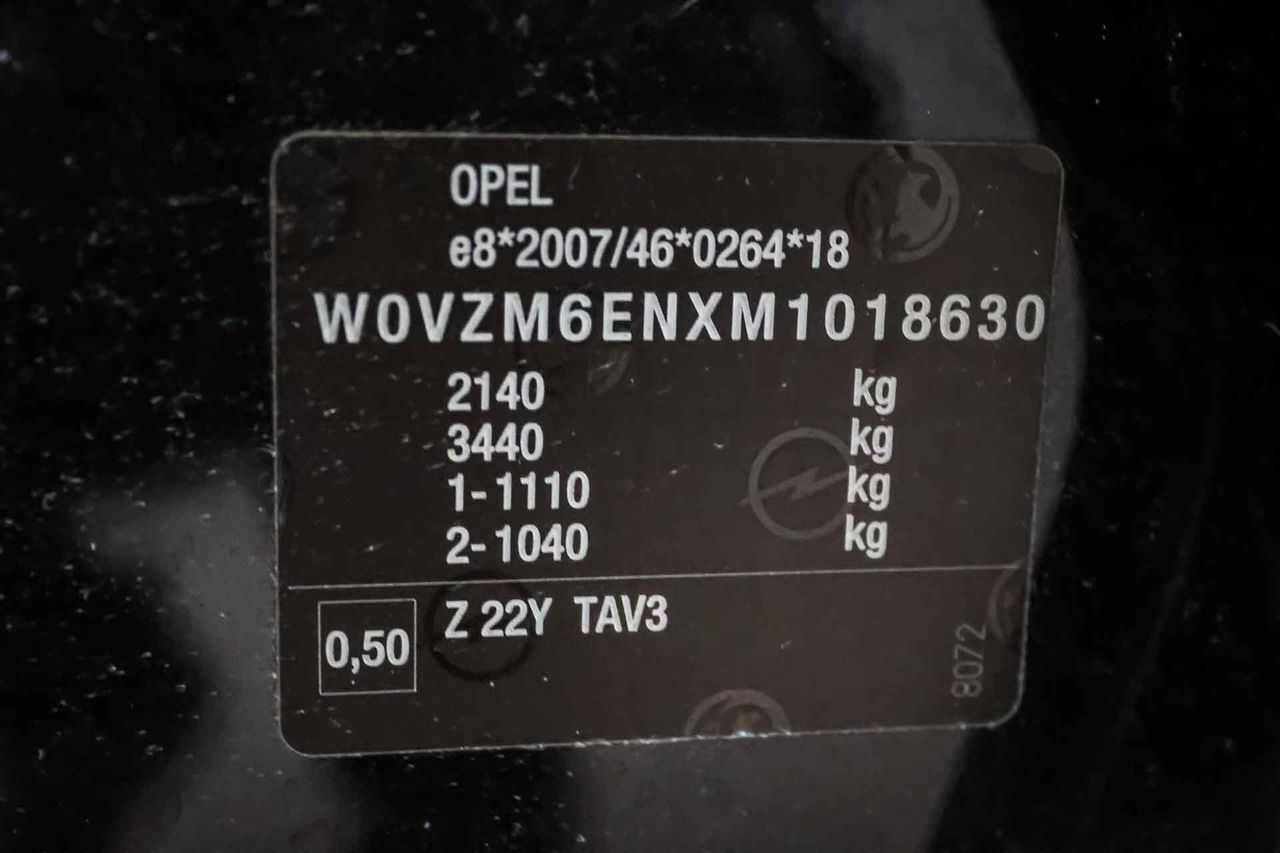 OPEL
e8*2007/46*0264*18
W0VZM6ENXM1018630
2140 kg
3440 kg
1-1110 kg
2-1040 kg
0,50 Z 22Y TAV3
8072